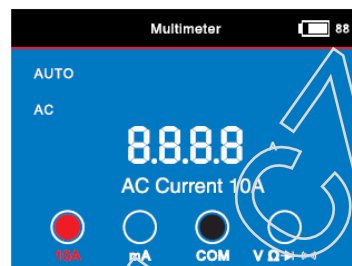 Multimeter 88
AUTO
AC
8.8.8.8 A
AC Current 10A
10A mA COM V Ω